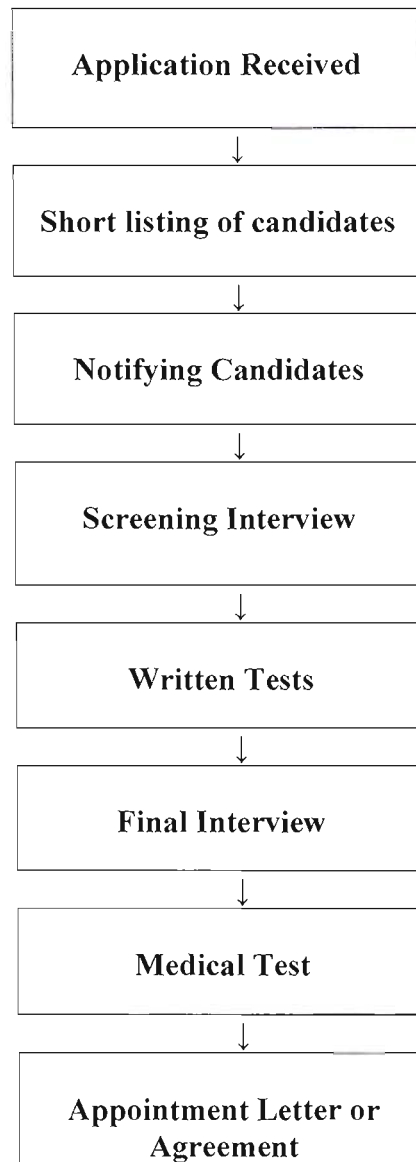 Application Received
↓
Short listing of candidates
↓
Notifying Candidates
↓
Screening Interview
↓
Written Tests
↓
Final Interview
↓
Medical Test
↓
Appointment Letter or
Agreement